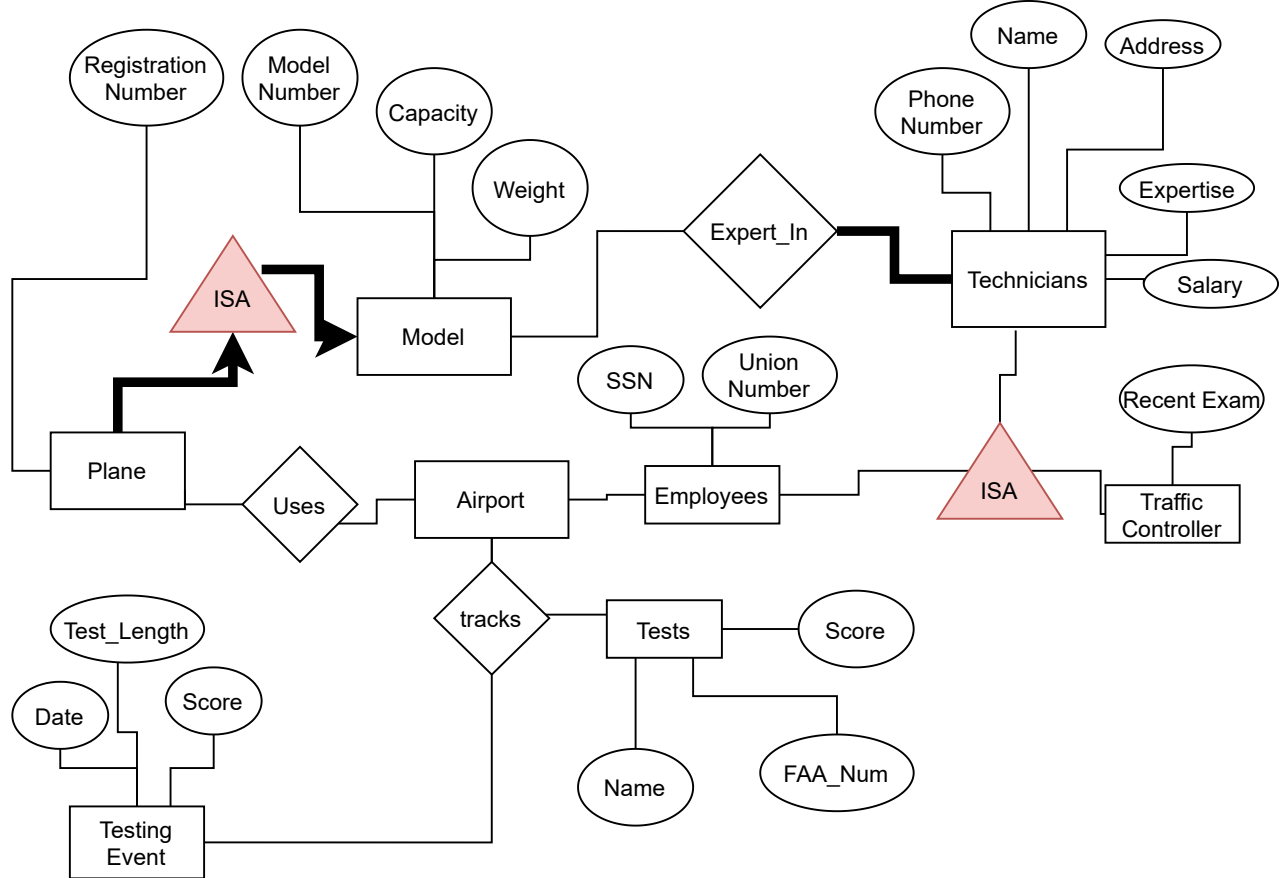 Name
Address
Registration
Number
Model
Number
Capacity
Phone
Number
Weight
Expertise
Expert_In
Technicians
Salary
ISA
Model
SSN
Union
Number
Recent Exam
Plane
Uses
Airport
Employees
ISA
Traffic
Controller
Test_Length
tracks
Tests
Score
Date
Score
Name
FAA_Num
Testing
Event